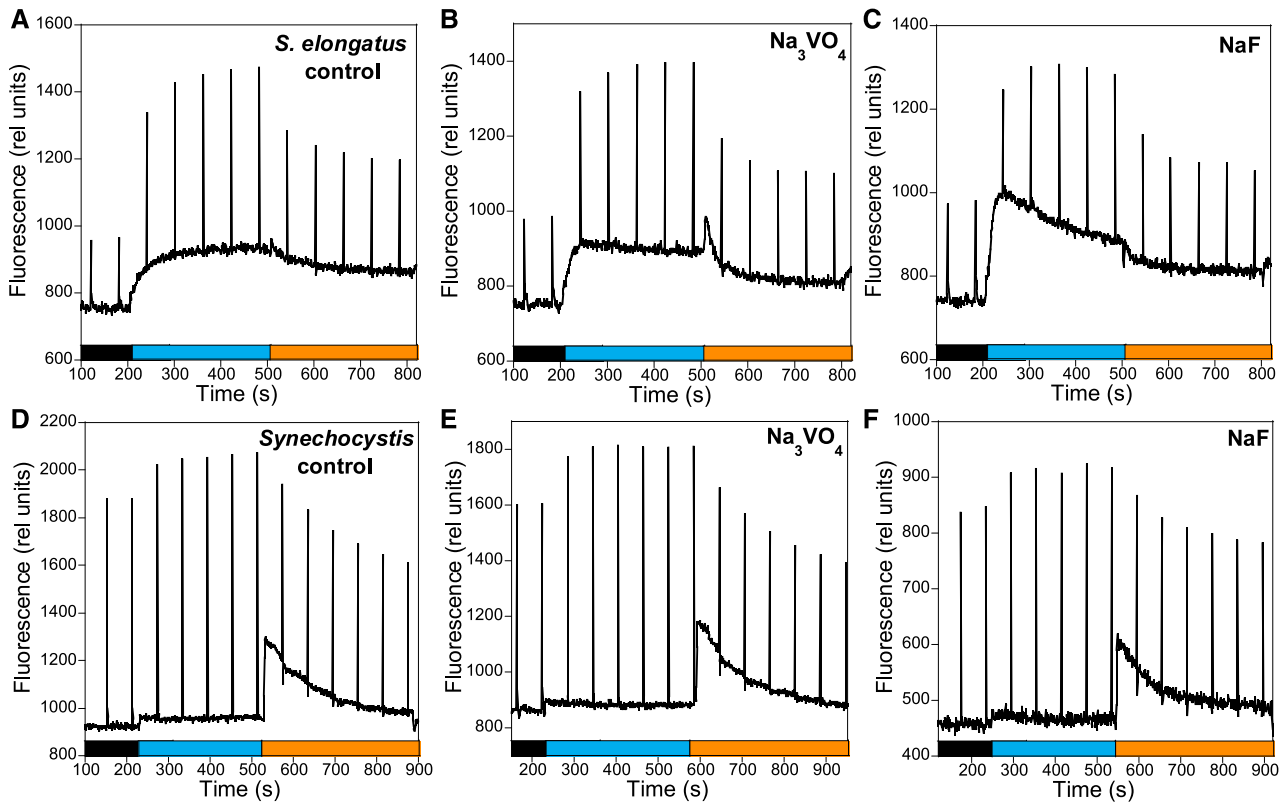 A
S. elongatus
control
Fluorescence (rel units)
1600
1400
1200
1000
800
600
100 200 300 400 500 600 700 800
Time (s)
B
Na₃VO₄
Fluorescence (rel units)
1400
1200
1000
800
600
100 200 300 400 500 600 700 800
Time (s)
C
NaF
Fluorescence (rel units)
1400
1200
1000
800
600
100 200 300 400 500 600 700 800
Time (s)
D
Synechocystis
control
Fluorescence (rel units)
2200
2000
1800
1600
1400
1200
1000
800
100 200 300 400 500 600 700 800 900
Time (s)
E
Na₃VO₄
Fluorescence (rel units)
1800
1600
1400
1200
1000
800
200 300 400 500 600 700 800 900
Time (s)
F
NaF
Fluorescence (rel units)
1000
900
800
700
600
500
400
200 300 400 500 600 700 800 900
Time (s)